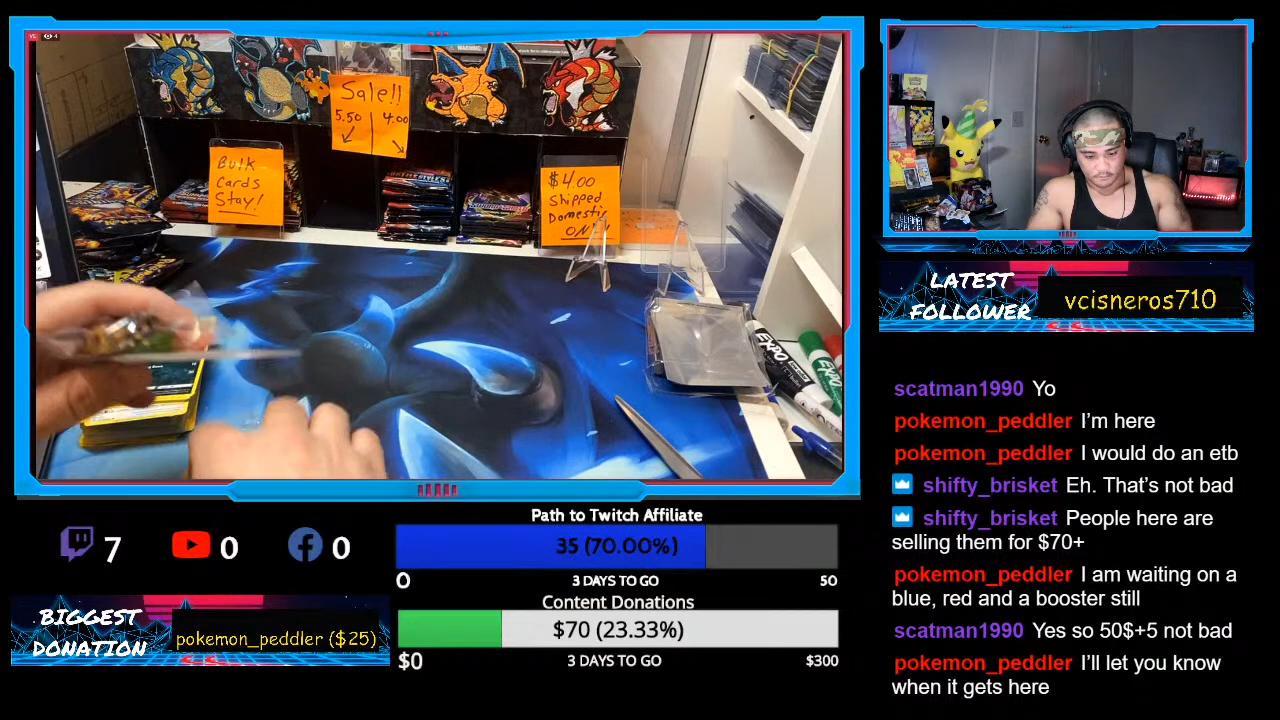 Sale!!
5.50 | 4.00
Bulk
Cards
Stay!
$4.00
Shipped
Domestic
EXPO
EXPO
LATEST
FOLLOWER
vcisneros710
scatman1990 Yo
pokemon_peddler I'm here
pokemon_peddler I would do an etb
shifty_brisket Eh. That's not bad
shifty_brisket People here are
selling them for $70+
pokemon_peddler I am waiting on a
blue, red and a booster still
scatman1990 Yes so 50$+5 not bad
pokemon_peddler I'll let you know
when it gets here
7
0
0
Path to Twitch Affiliate
35 (70.00%)
0
3 DAYS TO GO
50
Content Donations
$70 (23.33%)
$0
3 DAYS TO GO
$300
BIGGEST
DONATION
pokemon_peddler ($25)